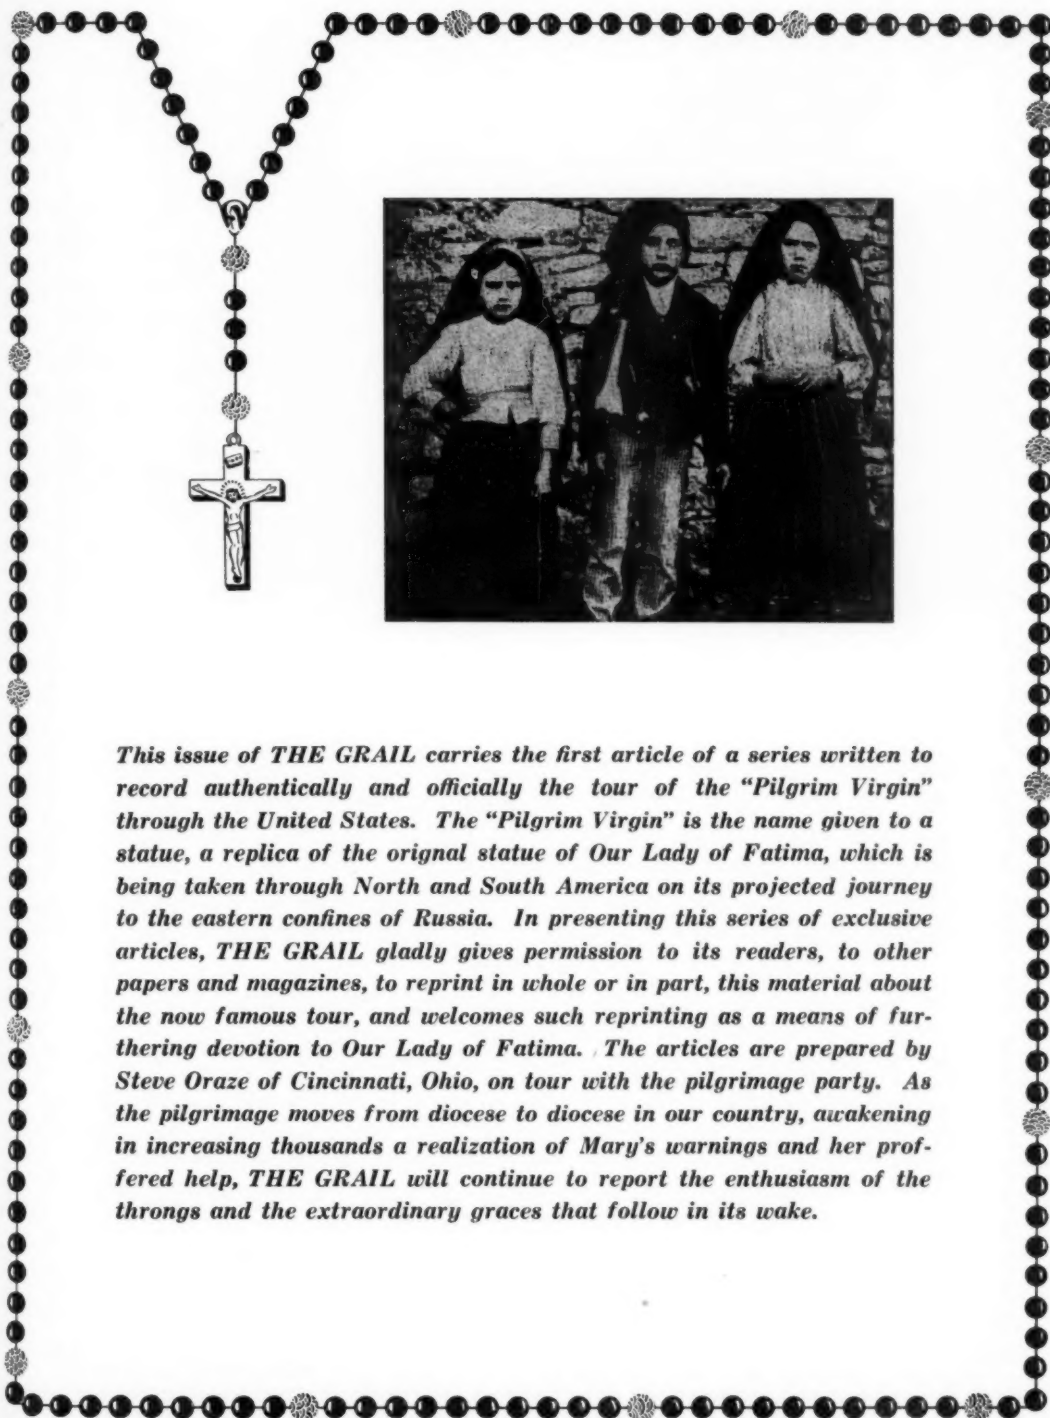 This issue of THE GRAIL carries the first article of a series written to
record authentically and officially the tour of the “Pilgrim Virgin”
through the United States. The “Pilgrim Virgin” is the name given to a
statue, a replica of the orignal statue of Our Lady of Fatima, which is
being taken through North and South America on its projected journey
to the eastern confines of Russia. In presenting this series of exclusive
articles, THE GRAIL gladly gives permission to its readers, to other
papers and magazines, to reprint in whole or in part, this material about
the now famous tour, and welcomes such reprinting as a means of fur-
thering devotion to Our Lady of Fatima. The articles are prepared by
Steve Oraze of Cincinnati, Ohio, on tour with the pilgrimage party. As
the pilgrimage moves from diocese to diocese in our country, awakening
in increasing thousands a realization of Mary’s warnings and her prof-
fered help, THE GRAIL will continue to report the enthusiasm of the
throngs and the extraordinary graces that follow in its wake.